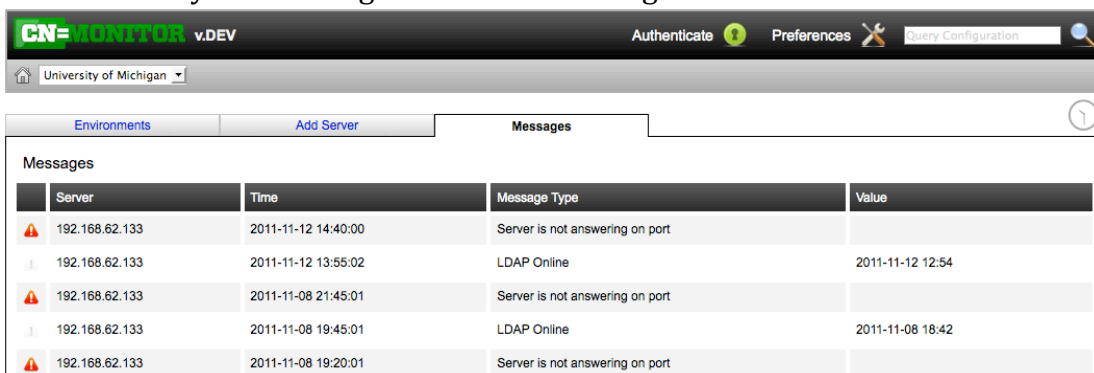 CN=MONITOR v.DEV Authenticate Preferences Query Configuration
University of Michigan
Environments Add Server Messages
Messages
Server Time Message Type Value
192.168.62.133 2011-11-12 14:40:00 Server is not answering on port
192.168.62.133 2011-11-12 13:55:02 LDAP Online 2011-11-12 12:54
192.168.62.133 2011-11-08 21:45:01 Server is not answering on port
192.168.62.133 2011-11-08 19:45:01 LDAP Online 2011-11-08 18:42
192.168.62.133 2011-11-08 19:20:01 Server is not answering on port